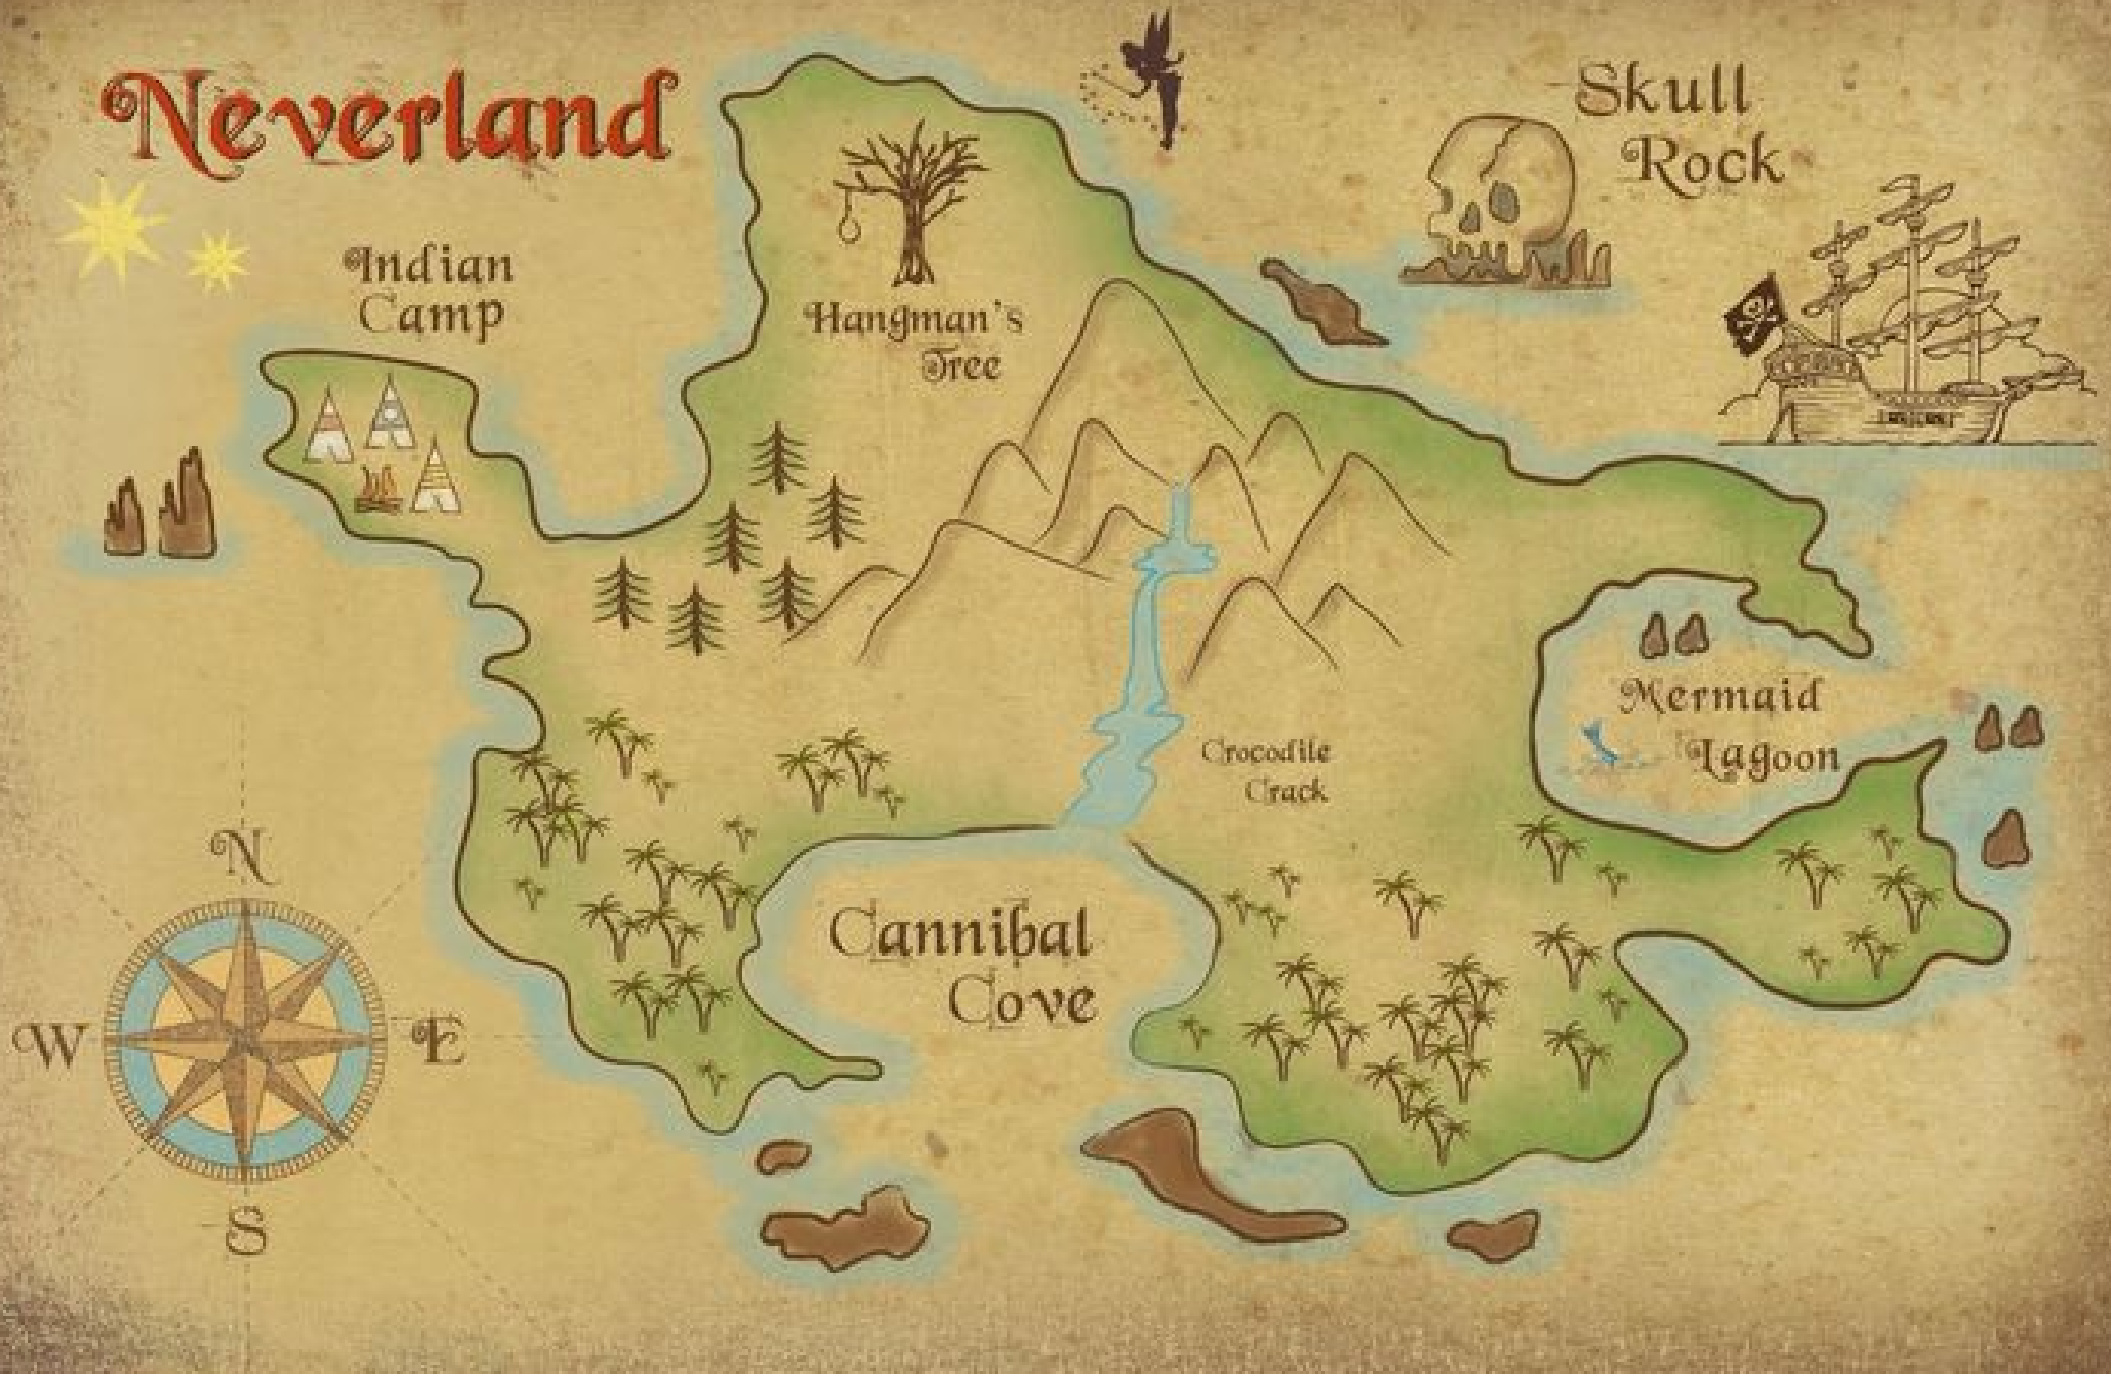 Neverland
Skull
Rock
Indian
Camp
Hangman's
Tree
Mermaid
Lagoon
Crocodile
Crack
Cannibal
Cove
N
W
E
S